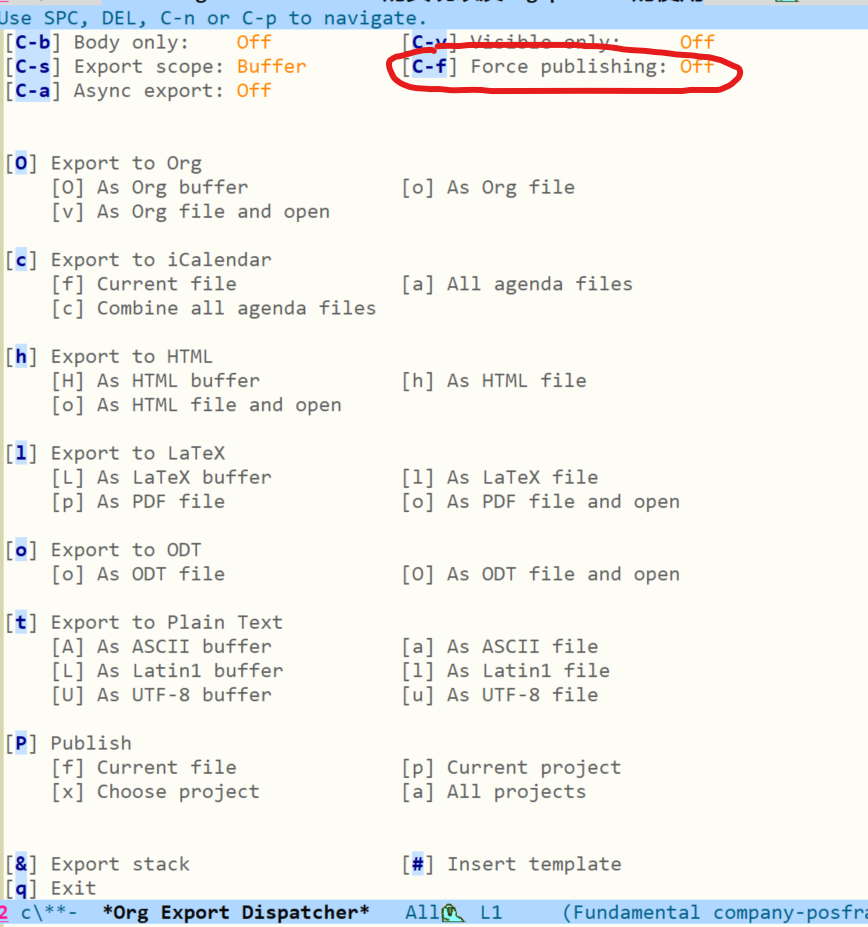 Use SPC, DEL, C-n or C-p to navigate.
[C-b] Body only: Off [C-v] Visible only: Off
[C-s] Export scope: Buffer [C-f] Force publishing: Off
[C-a] Async export: Off
[O] Export to Org
[O] As Org buffer [o] As Org file
[v] As Org file and open
[c] Export to iCalendar
[f] Current file [a] All agenda files
[c] Combine all agenda files
[h] Export to HTML
[H] As HTML buffer [h] As HTML file
[o] As HTML file and open
[l] Export to LaTeX
[L] As LaTeX buffer [l] As LaTeX file
[p] As PDF file [o] As PDF file and open
[o] Export to ODT
[o] As ODT file [O] As ODT file and open
[t] Export to Plain Text
[A] As ASCII buffer [a] As ASCII file
[L] As Latin1 buffer [l] As Latin1 file
[U] As UTF-8 buffer [u] As UTF-8 file
[P] Publish
[f] Current file [p] Current project
[x] Choose project [a] All projects
[&] Export stack [#] Insert template
[q] Exit
2 c\**- *Org Export Dispatcher* All L1 (Fundamental company-posfra